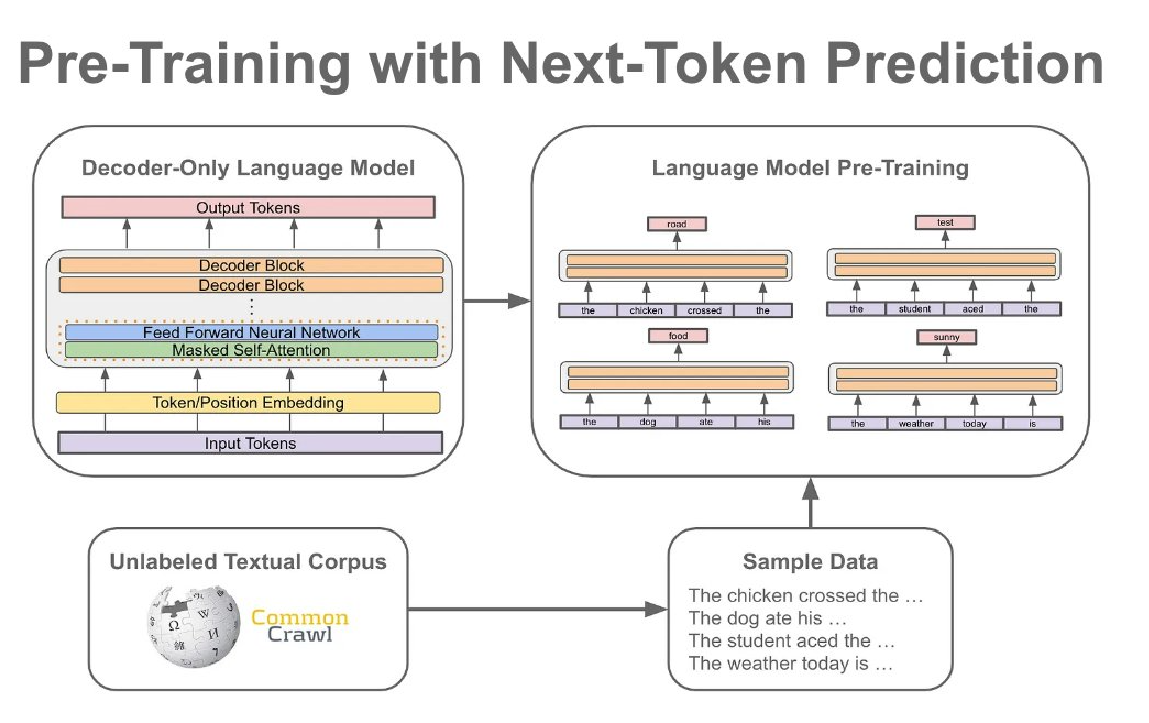 Pre-Training with Next-Token Prediction
Decoder-Only Language Model
Output Tokens
Decoder Block
Decoder Block
Feed Forward Neural Network
Masked Self-Attention
Token/Position Embedding
Input Tokens
Language Model Pre-Training
road
the chicken crossed the
test
the student aced the
food
the dog ate his
sunny
the weather today is
Unlabeled Textual Corpus
Ω W И
Common
Crawl
Sample Data
The chicken crossed the …
The dog ate his …
The student aced the …
The weather today is …